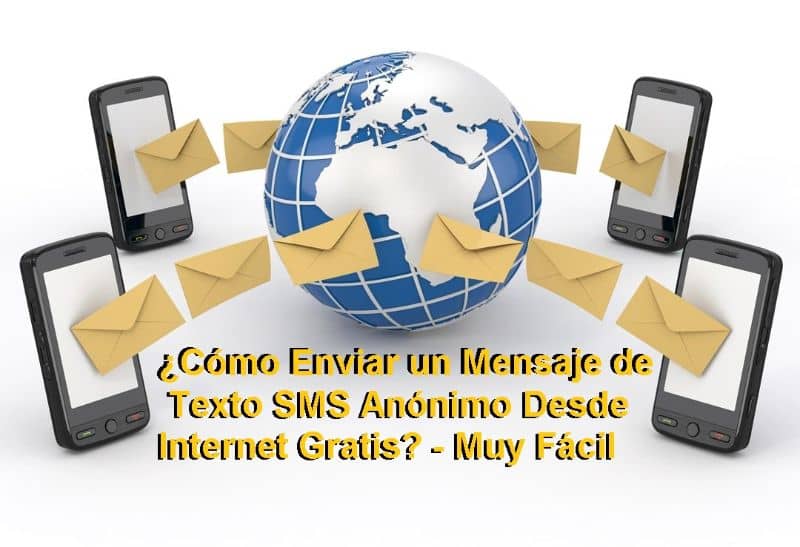 ¿Cómo Enviar un Mensaje de
Texto SMS Anónimo Desde
Internet Gratis? - Muy Fácil